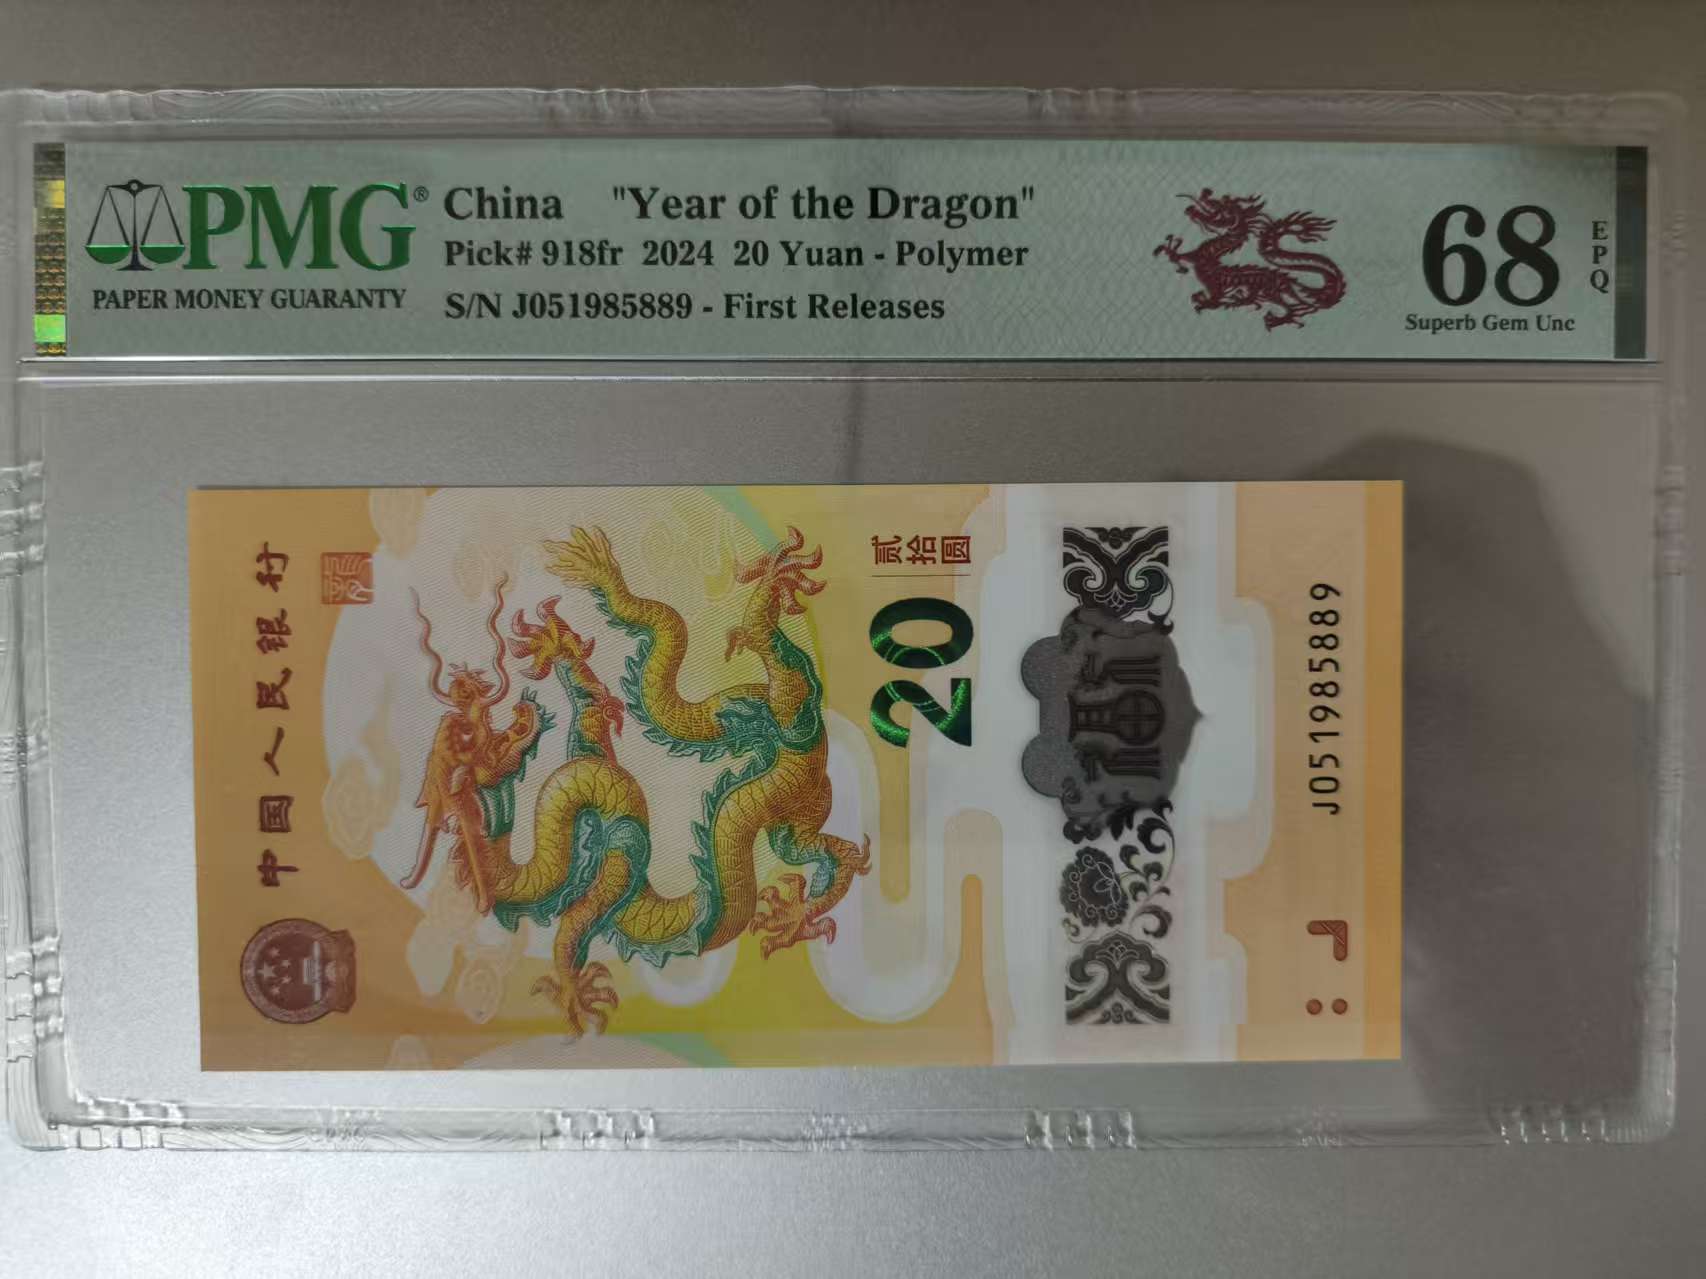 PMG®
PAPER MONEY GUARANTY
China "Year of the Dragon"
Pick# 918fr 2024 20 Yuan - Polymer
S/N J051985889 - First Releases
68
EPQ
Superb Gem Unc
中国人民银行
贰拾圆
20
J051985889